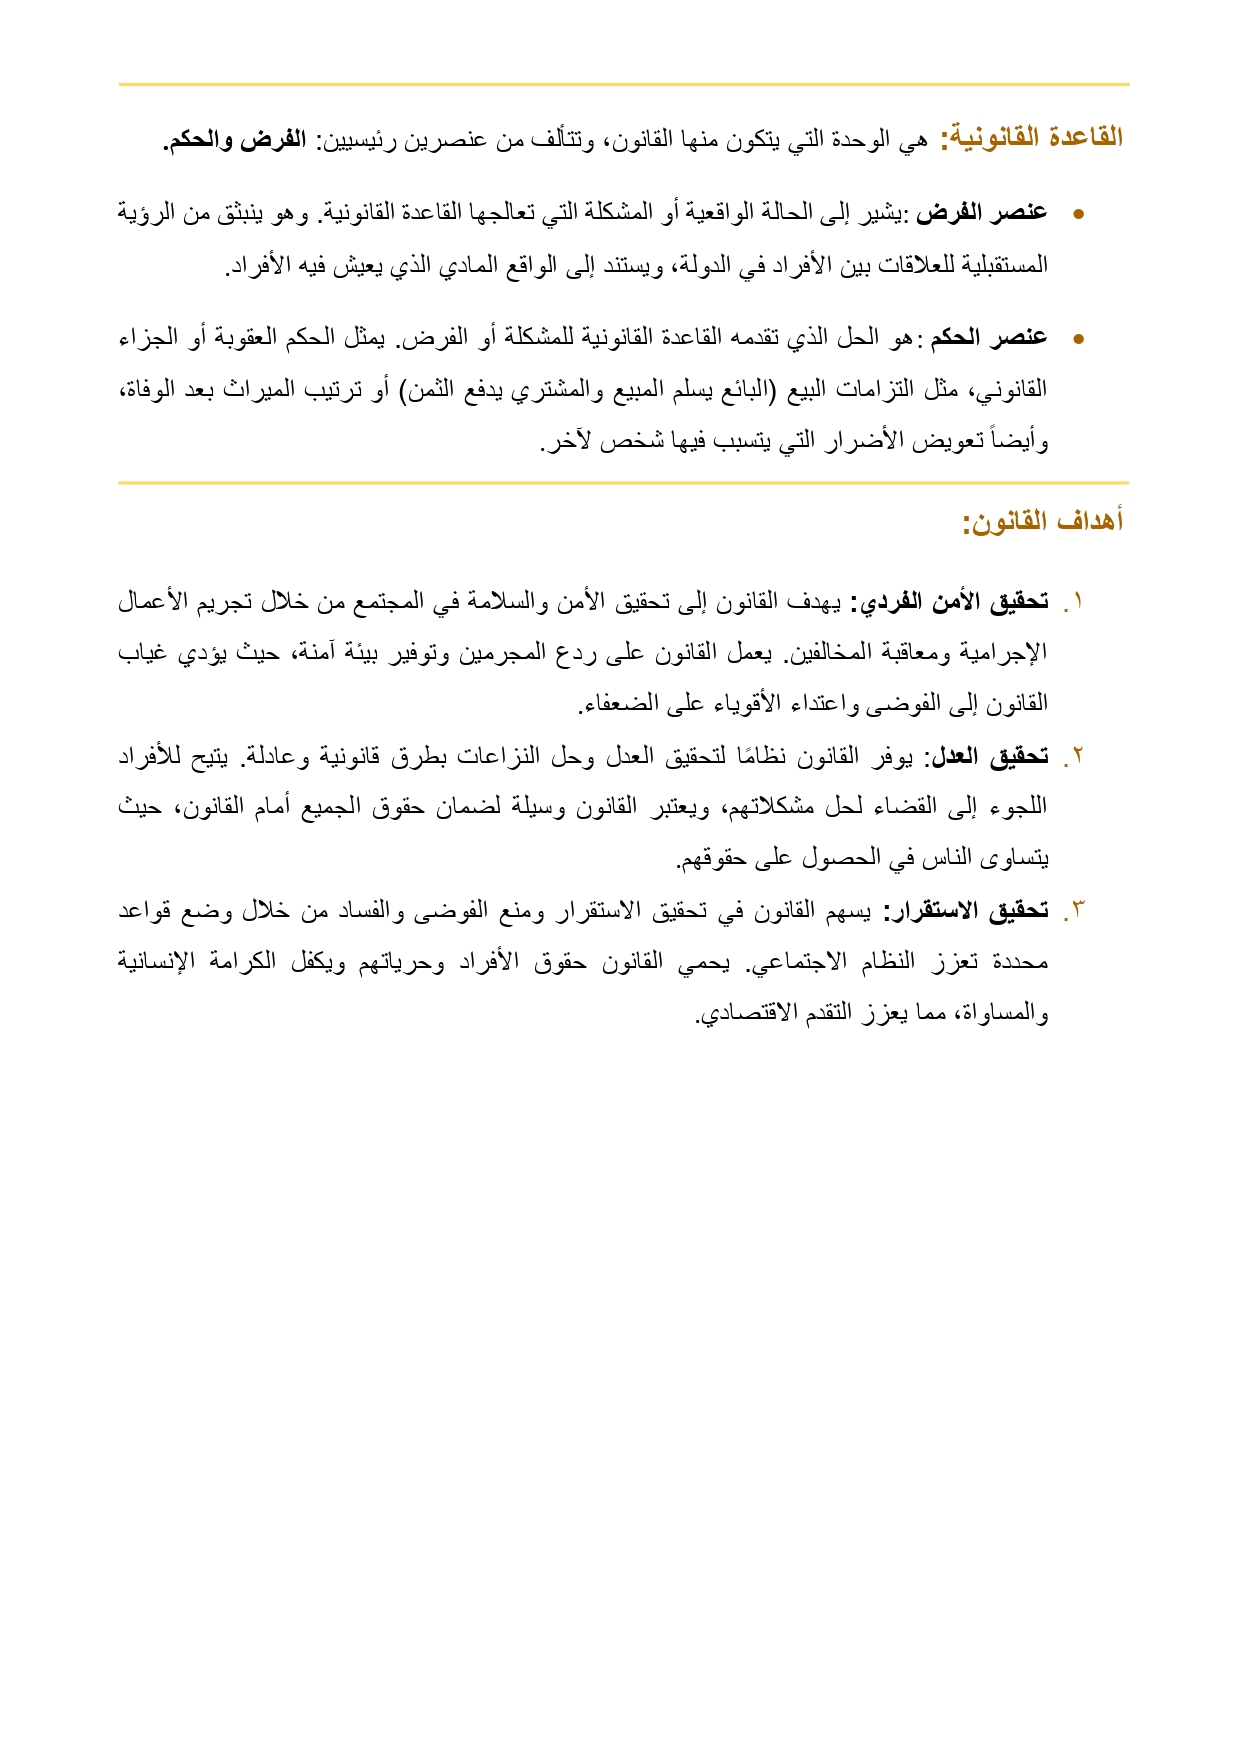 القاعدة القانونية: هي الوحدة التي يتكون منها القانون، وتتألف من عنصرين رئيسيين: الفرض والحكم.
• عنصر الفرض :يشير إلى الحالة الواقعية أو المشكلة التي تعالجها القاعدة القانونية. وهو ينبثق من الرؤية
المستقبلية للعلاقات بين الأفراد في الدولة، ويستند إلى الواقع المادي الذي يعيش فيه الأفراد.
• عنصر الحكم :هو الحل الذي تقدمه القاعدة القانونية للمشكلة أو الفرض. يمثل الحكم العقوبة أو الجزاء
القانوني، مثل التزامات البيع (البائع يسلم المبيع والمشتري يدفع الثمن) أو ترتيب الميراث بعد الوفاة،
وأيضاً تعويض الأضرار التي يتسبب فيها شخص لآخر.
أهداف القانون:
١. تحقيق الأمن الفردي: يهدف القانون إلى تحقيق الأمن والسلامة في المجتمع من خلال تجريم الأعمال
الإجرامية ومعاقبة المخالفين. يعمل القانون على ردع المجرمين وتوفير بيئة آمنة، حيث يؤدي غياب
القانون إلى الفوضى واعتداء الأقوياء على الضعفاء.
٢. تحقيق العدل: يوفر القانون نظامًا لتحقيق العدل وحل النزاعات بطرق قانونية وعادلة. يتيح للأفراد
اللجوء إلى القضاء لحل مشكلاتهم، ويعتبر القانون وسيلة لضمان حقوق الجميع أمام القانون، حيث
يتساوى الناس في الحصول على حقوقهم.
٣. تحقيق الاستقرار: يسهم القانون في تحقيق الاستقرار ومنع الفوضى والفساد من خلال وضع قواعد
محددة تعزز النظام الاجتماعي. يحمي القانون حقوق الأفراد وحرياتهم ويكفل الكرامة الإنسانية
والمساواة، مما يعزز التقدم الاقتصادي.